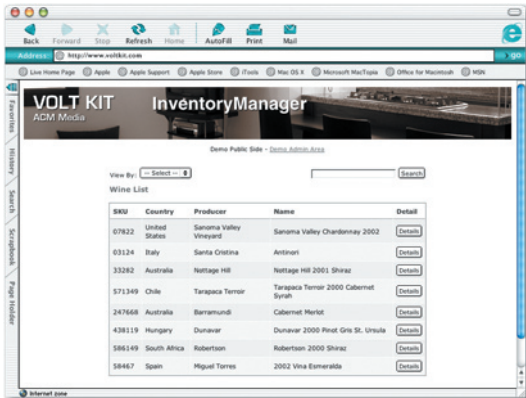 Back Forward Stop Refresh Home AutoFill Print Mail
Address: http://www.voltkit.com go
Live Home Page Apple Apple Support Apple Store iTools Mac OS X Microsoft MacTopia Office for Macintosh MSN
Favorites
History
Search
Scrapbook
Page Holder
VOLT KIT InventoryManager
ACM Media
Demo Public Side - Demo Admin Area
View By: -- Select -- Search
Wine List
SKU Country Producer Name Detail
07822 United States Sanoma Valley Vineyard Sanoma Valley Chardonnay 2002 Details
03124 Italy Santa Cristina Antinori Details
33282 Australia Nottage Hill Nottage Hill 2001 Shiraz Details
571349 Chile Tarapaca Terroir Tarapaca Terroir 2000 Cabernet Syrah Details
247668 Australia Barramundi Cabernet Merlot Details
438119 Hungary Dunavar Dunavar 2000 Pinot Gris St. Ursula Details
586149 South Africa Robertson Robertson 2000 Shiraz Details
58467 Spain Miguel Torres 2002 Vina Esmeralda Details
Internet zone